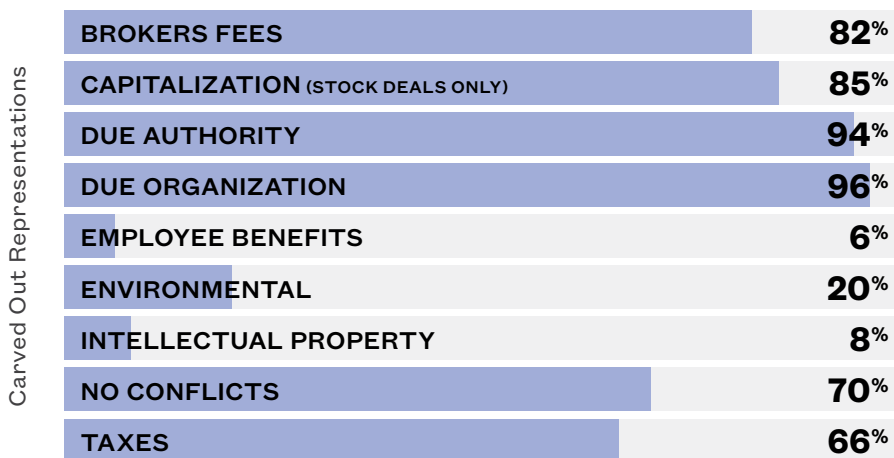 Carved Out Representations
BROKERS FEES 82%
CAPITALIZATION (STOCK DEALS ONLY) 85%
DUE AUTHORITY 94%
DUE ORGANIZATION 96%
EMPLOYEE BENEFITS 6%
ENVIRONMENTAL 20%
INTELLECTUAL PROPERTY 8%
NO CONFLICTS 70%
TAXES 66%